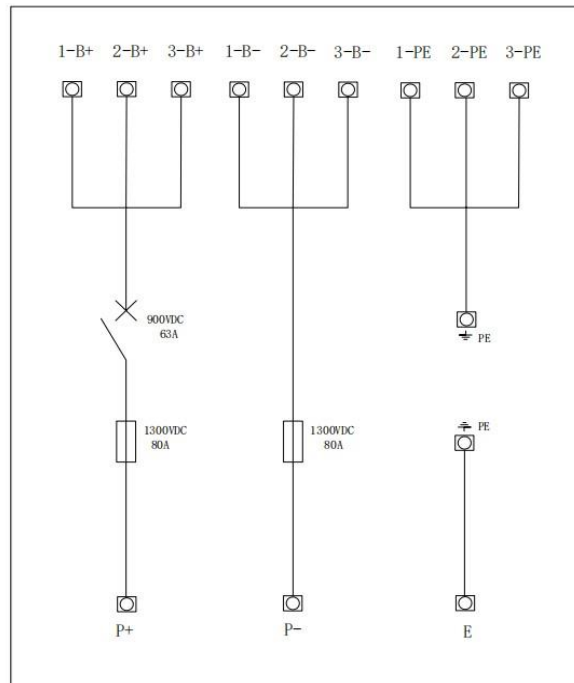 1-B+ 2-B+ 3-B+ 1-B- 2-B- 3-B- 1-PE 2-PE 3-PE
900VDC
63A
PE
1300VDC
80A
1300VDC
80A
PE
P+ P- E